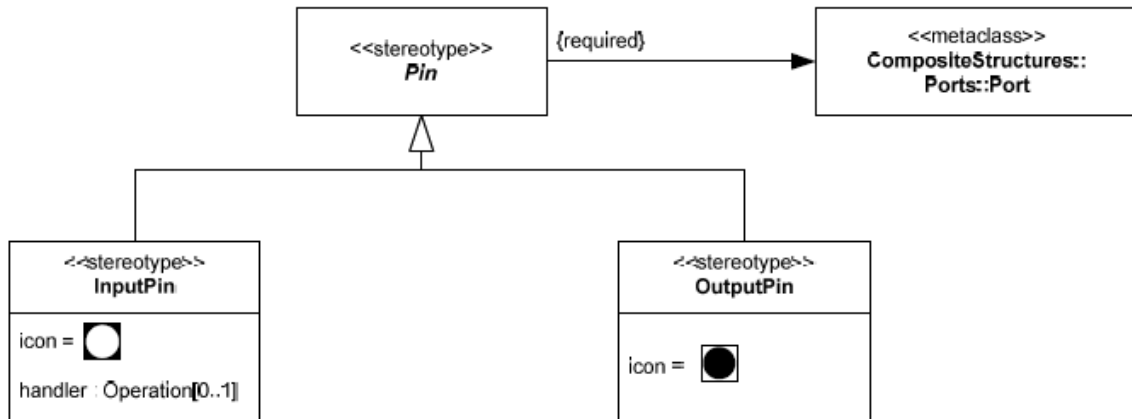 <<stereotype>>
Pin
{required}
<<metaclass>>
CompositeStructures::
Ports::Port
<<stereotype>>
InputPin
icon =
handler : Operation[0..1]
<<stereotype>>
OutputPin
icon =